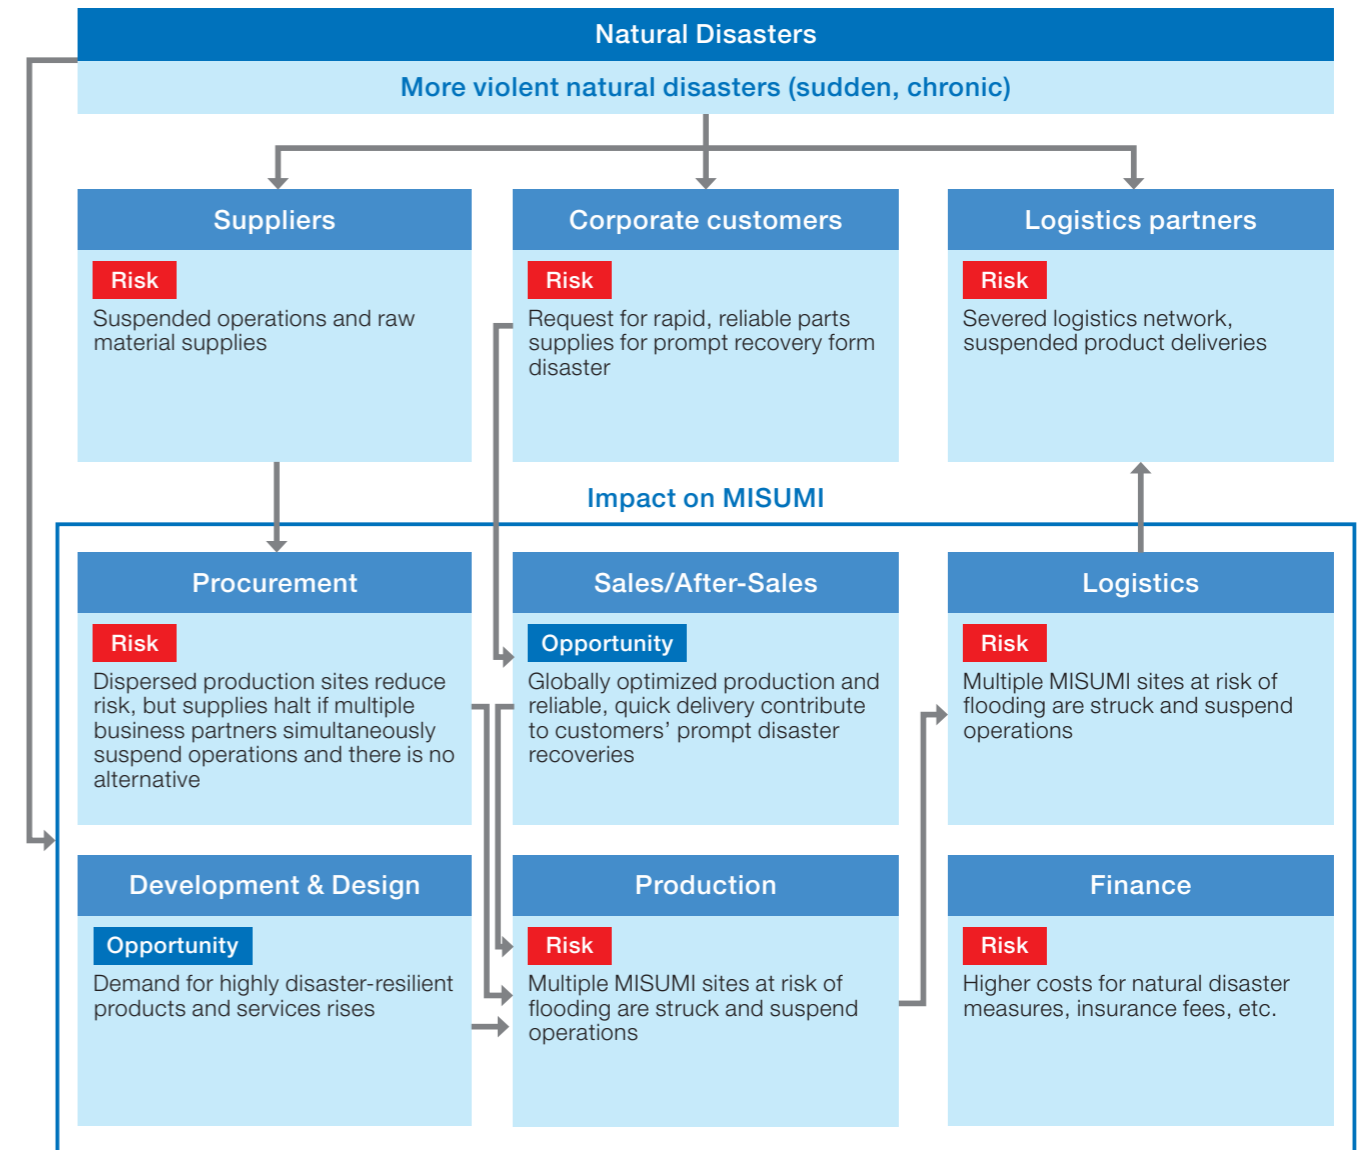 Natural Disasters
More violent natural disasters (sudden, chronic)
Suppliers
Risk
Suspended operations and raw
material supplies
Corporate customers
Risk
Request for rapid, reliable parts
supplies for prompt recovery form
disaster
Logistics partners
Risk
Severed logistics network,
suspended product deliveries
Impact on MISUMI
Procurement
Risk
Dispersed production sites reduce
risk, but supplies halt if multiple
business partners simultaneously
suspend operations and there is no
alternative
Sales/After-Sales
Opportunity
Globally optimized production and
reliable, quick delivery contribute
to customers’ prompt disaster
recoveries
Logistics
Risk
Multiple MISUMI sites at risk of
flooding are struck and suspend
operations
Development & Design
Opportunity
Demand for highly disaster-resilient
products and services rises
Production
Risk
Multiple MISUMI sites at risk of
flooding are struck and suspend
operations
Finance
Risk
Higher costs for natural disaster
measures, insurance fees, etc.